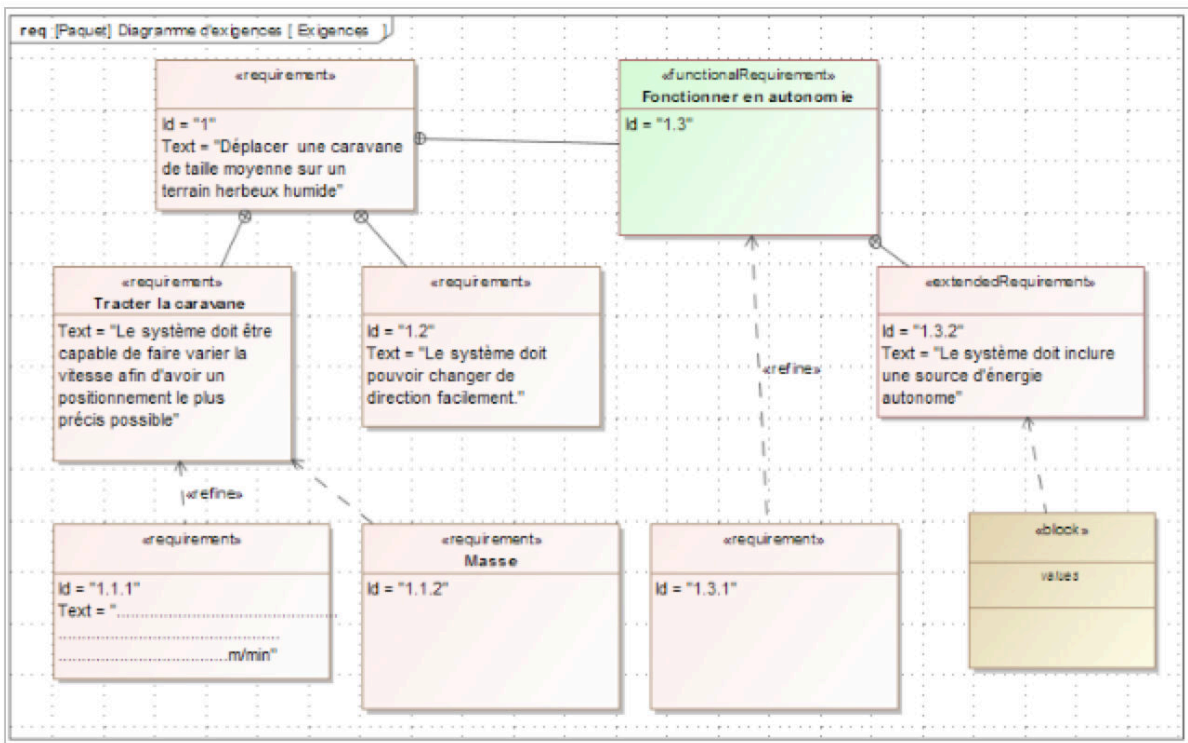 req [Paquet] Diagramme d'exigences [ Exigences ]
«requirement»
Id = "1"
Text = "Déplacer une caravane
de taille moyenne sur un
terrain herbeux humide"
«functionalRequirement»
Fonctionner en autonomie
Id = "1.3"
«requirement»
Tracter la caravane
Text = "Le système doit être
capable de faire varier la
vitesse afin d'avoir un
positionnement le plus
précis possible"
«requirement»
Id = "1.2"
Text = "Le système doit
pouvoir changer de
direction facilement."
«extendedRequirement»
Id = "1.3.2"
Text = "Le système doit inclure
une source d'énergie
autonome"
«refine»
«refine»
«requirement»
Id = "1.1.1"
Text = "..........................................
..........................................
................................m/min"
«requirement»
Masse
Id = "1.1.2"
«requirement»
Id = "1.3.1"
«block»
values